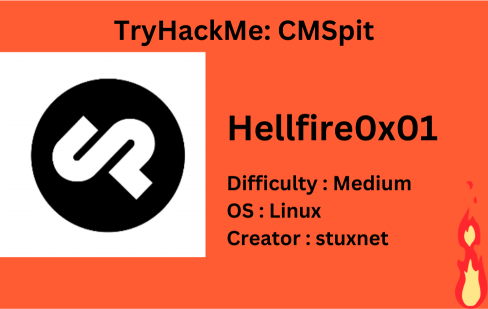 TryHackMe: CMSpit
Hellfire0x01
Difficulty : Medium
OS : Linux
Creator : stuxnet